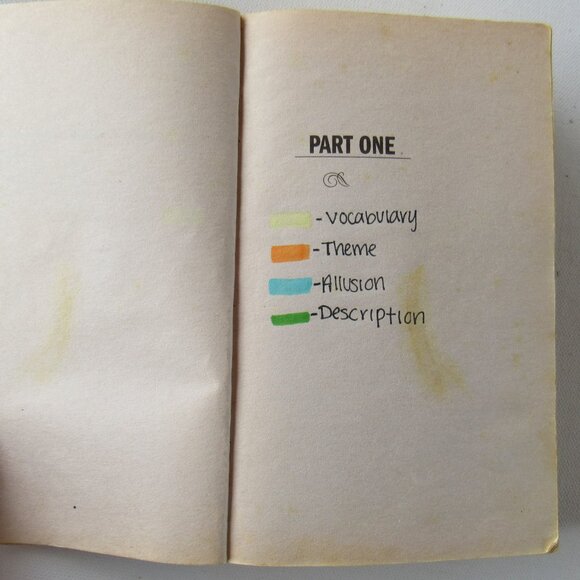 PART ONE
- Vocabulary
- Theme
- Allusion
- Description